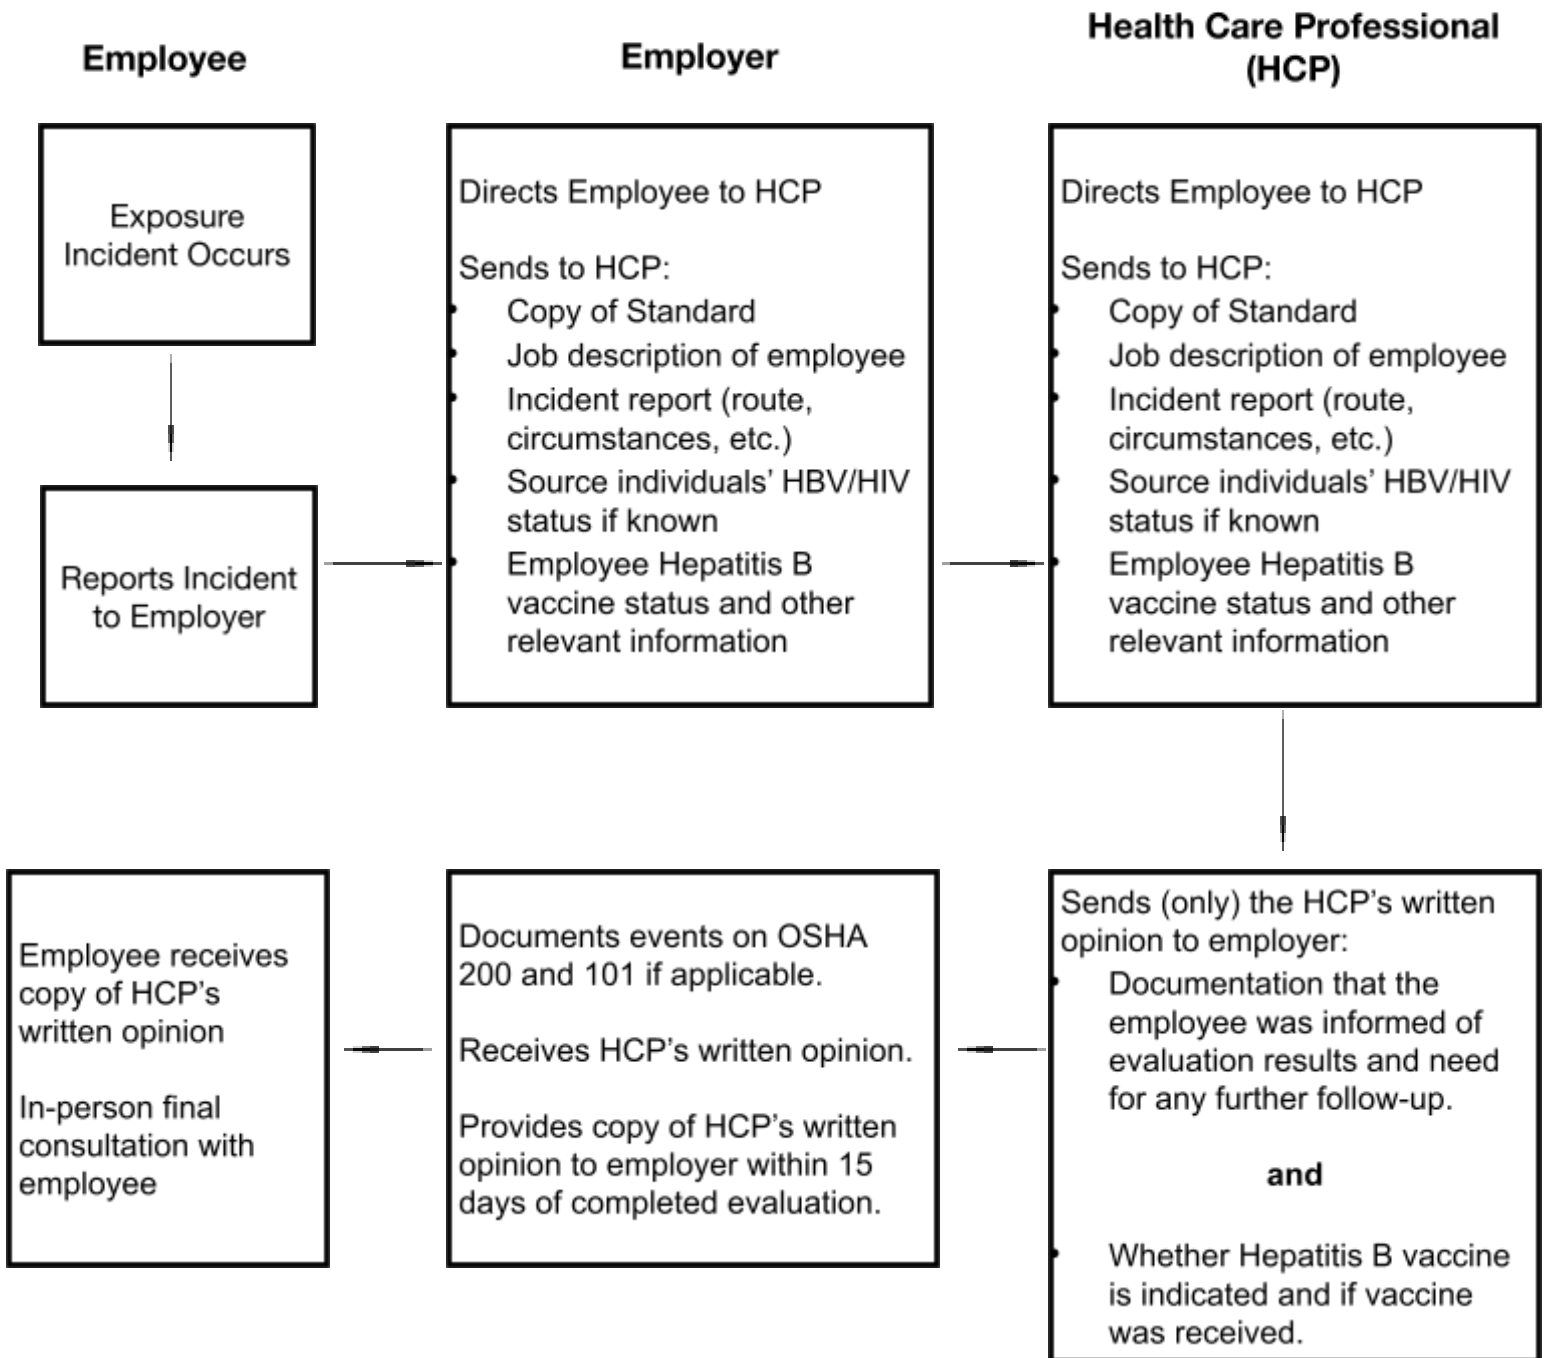 Employee
Employer
Health Care Professional
(HCP)
Exposure
Incident Occurs
Reports Incident
to Employer
Directs Employee to HCP
Sends to HCP:
• Copy of Standard
• Job description of employee
• Incident report (route,
circumstances, etc.)
• Source individuals’ HBV/HIV
status if known
• Employee Hepatitis B
vaccine status and other
relevant information
Directs Employee to HCP
Sends to HCP:
• Copy of Standard
• Job description of employee
• Incident report (route,
circumstances, etc.)
• Source individuals’ HBV/HIV
status if known
• Employee Hepatitis B
vaccine status and other
relevant information
Sends (only) the HCP’s written
opinion to employer:
• Documentation that the
employee was informed of
evaluation results and need
for any further follow-up.
and
• Whether Hepatitis B vaccine
is indicated and if vaccine
was received.
Documents events on OSHA
200 and 101 if applicable.
Receives HCP’s written opinion.
Provides copy of HCP’s written
opinion to employer within 15
days of completed evaluation.
Employee receives
copy of HCP’s
written opinion
In-person final
consultation with
employee